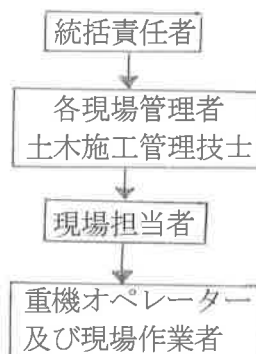 統括責任者
各現場管理者
土木施工管理技士
現場担当者
重機オペレーター
及び現場作業者